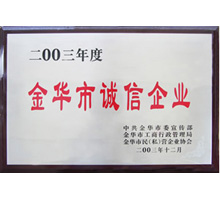 二00三年度
金华市诚信企业
中共金华市委宣传部
金华市工商行政管理局
金华市民(私)营企业协会
二00三年十二月